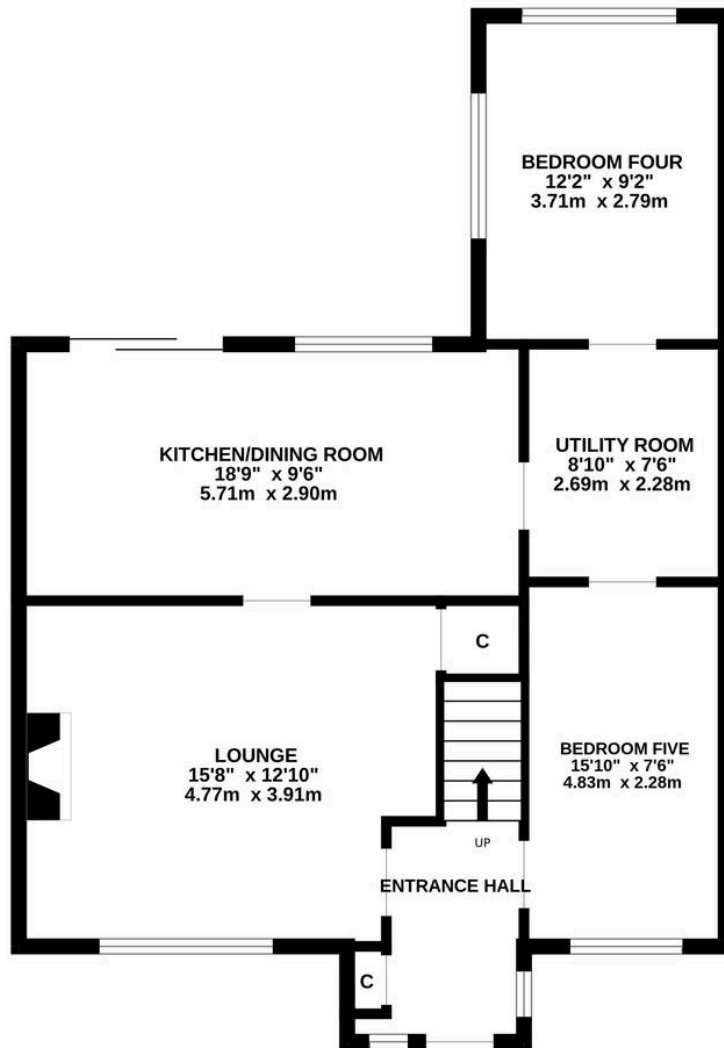 BEDROOM FOUR
12'2" x 9'2"
3.71m x 2.79m
KITCHEN/DINING ROOM
18'9" x 9'6"
5.71m x 2.90m
UTILITY ROOM
8'10" x 7'6"
2.69m x 2.28m
C
LOUNGE
15'8" x 12'10"
4.77m x 3.91m
BEDROOM FIVE
15'10" x 7'6"
4.83m x 2.28m
UP
ENTRANCE HALL
C